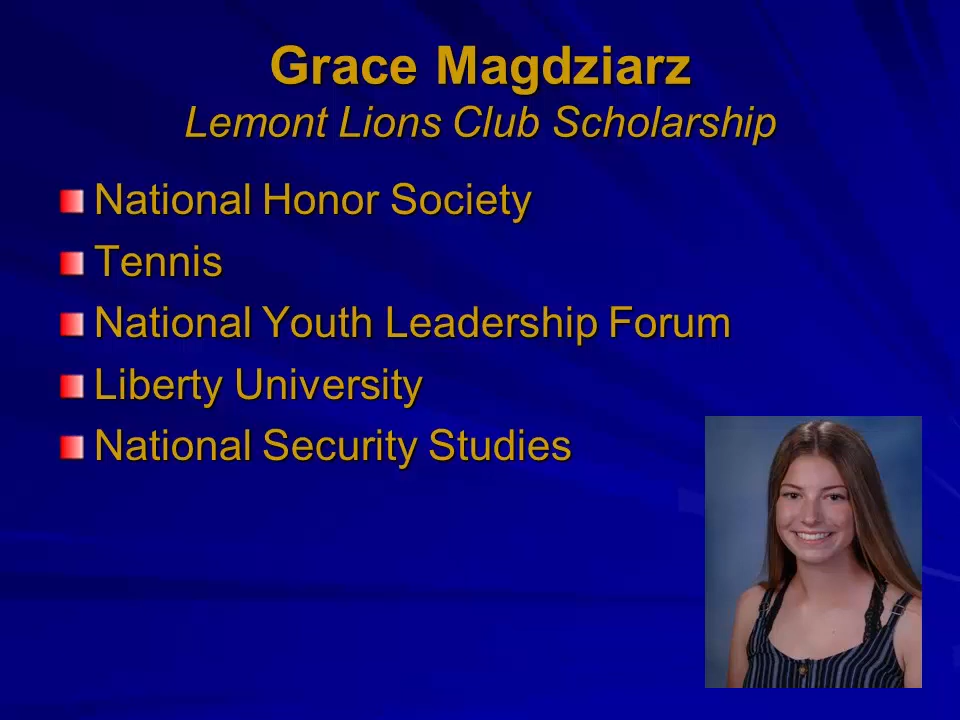 Grace Magdziarz
Lemont Lions Club Scholarship
National Honor Society
Tennis
National Youth Leadership Forum
Liberty University
National Security Studies